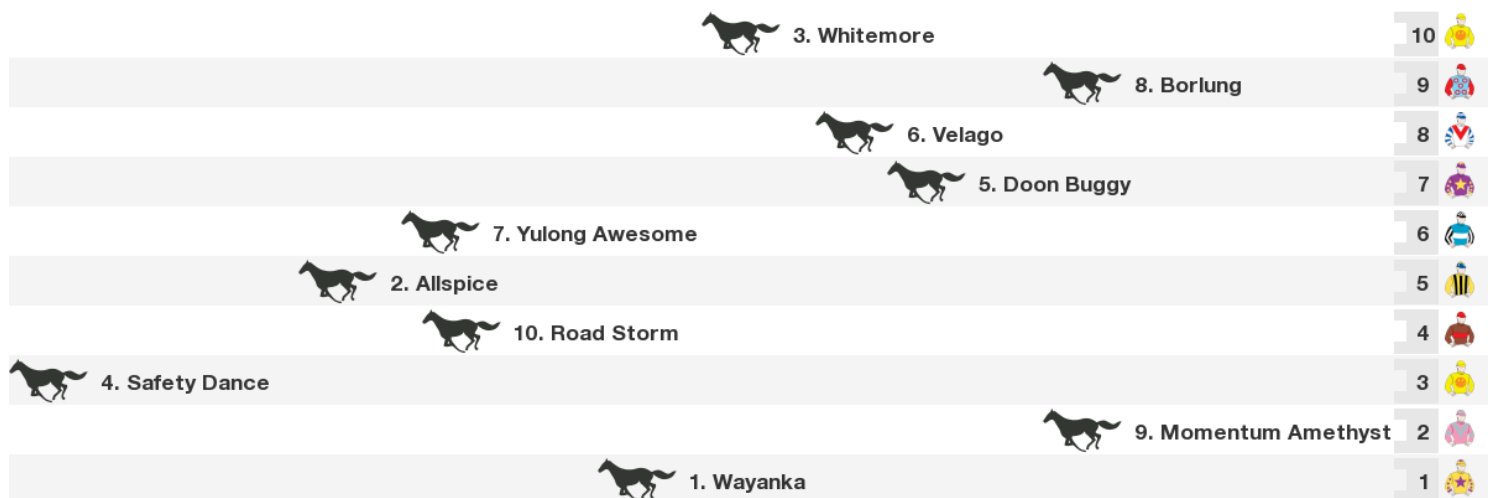 3. Whitemore 10
8. Borlung 9
6. Velago 8
5. Doon Buggy 7
7. Yulong Awesome 6
2. Allspice 5
10. Road Storm 4
4. Safety Dance 3
9. Momentum Amethyst 2
1. Wayanka 1